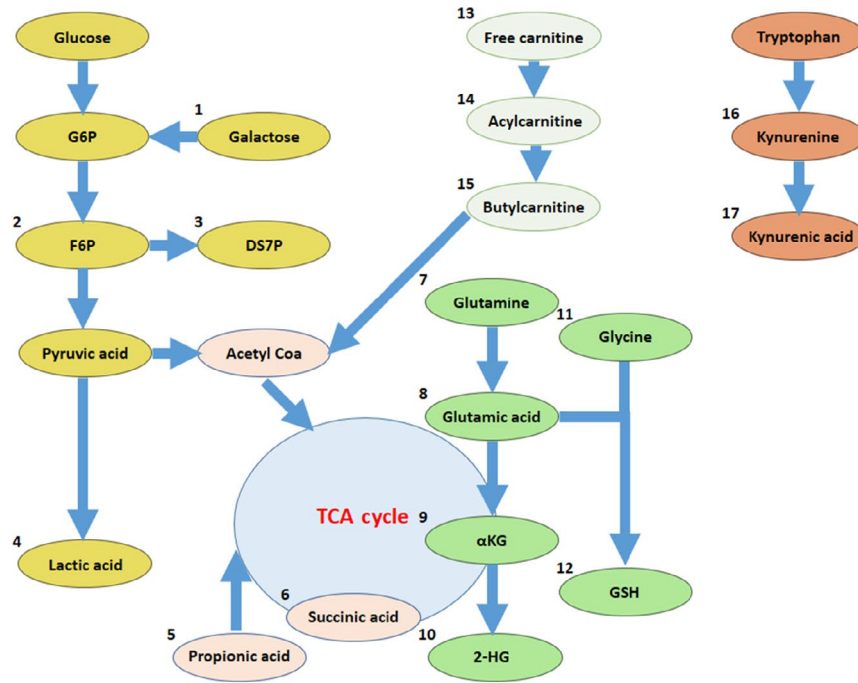 Glucose
13
Free carnitine
Tryptophan
1
G6P
Galactose
14
Acylcarnitine
16
Kynurenine
15
Butylcarnitine
2
F6P
3
DS7P
17
Kynurenic acid
7
Glutamine
11
Glycine
Pyruvic acid
Acetyl Coa
8
Glutamic acid
TCA cycle
9
αKG
4
Lactic acid
12
GSH
6
Succinic acid
5
Propionic acid
10
2-HG